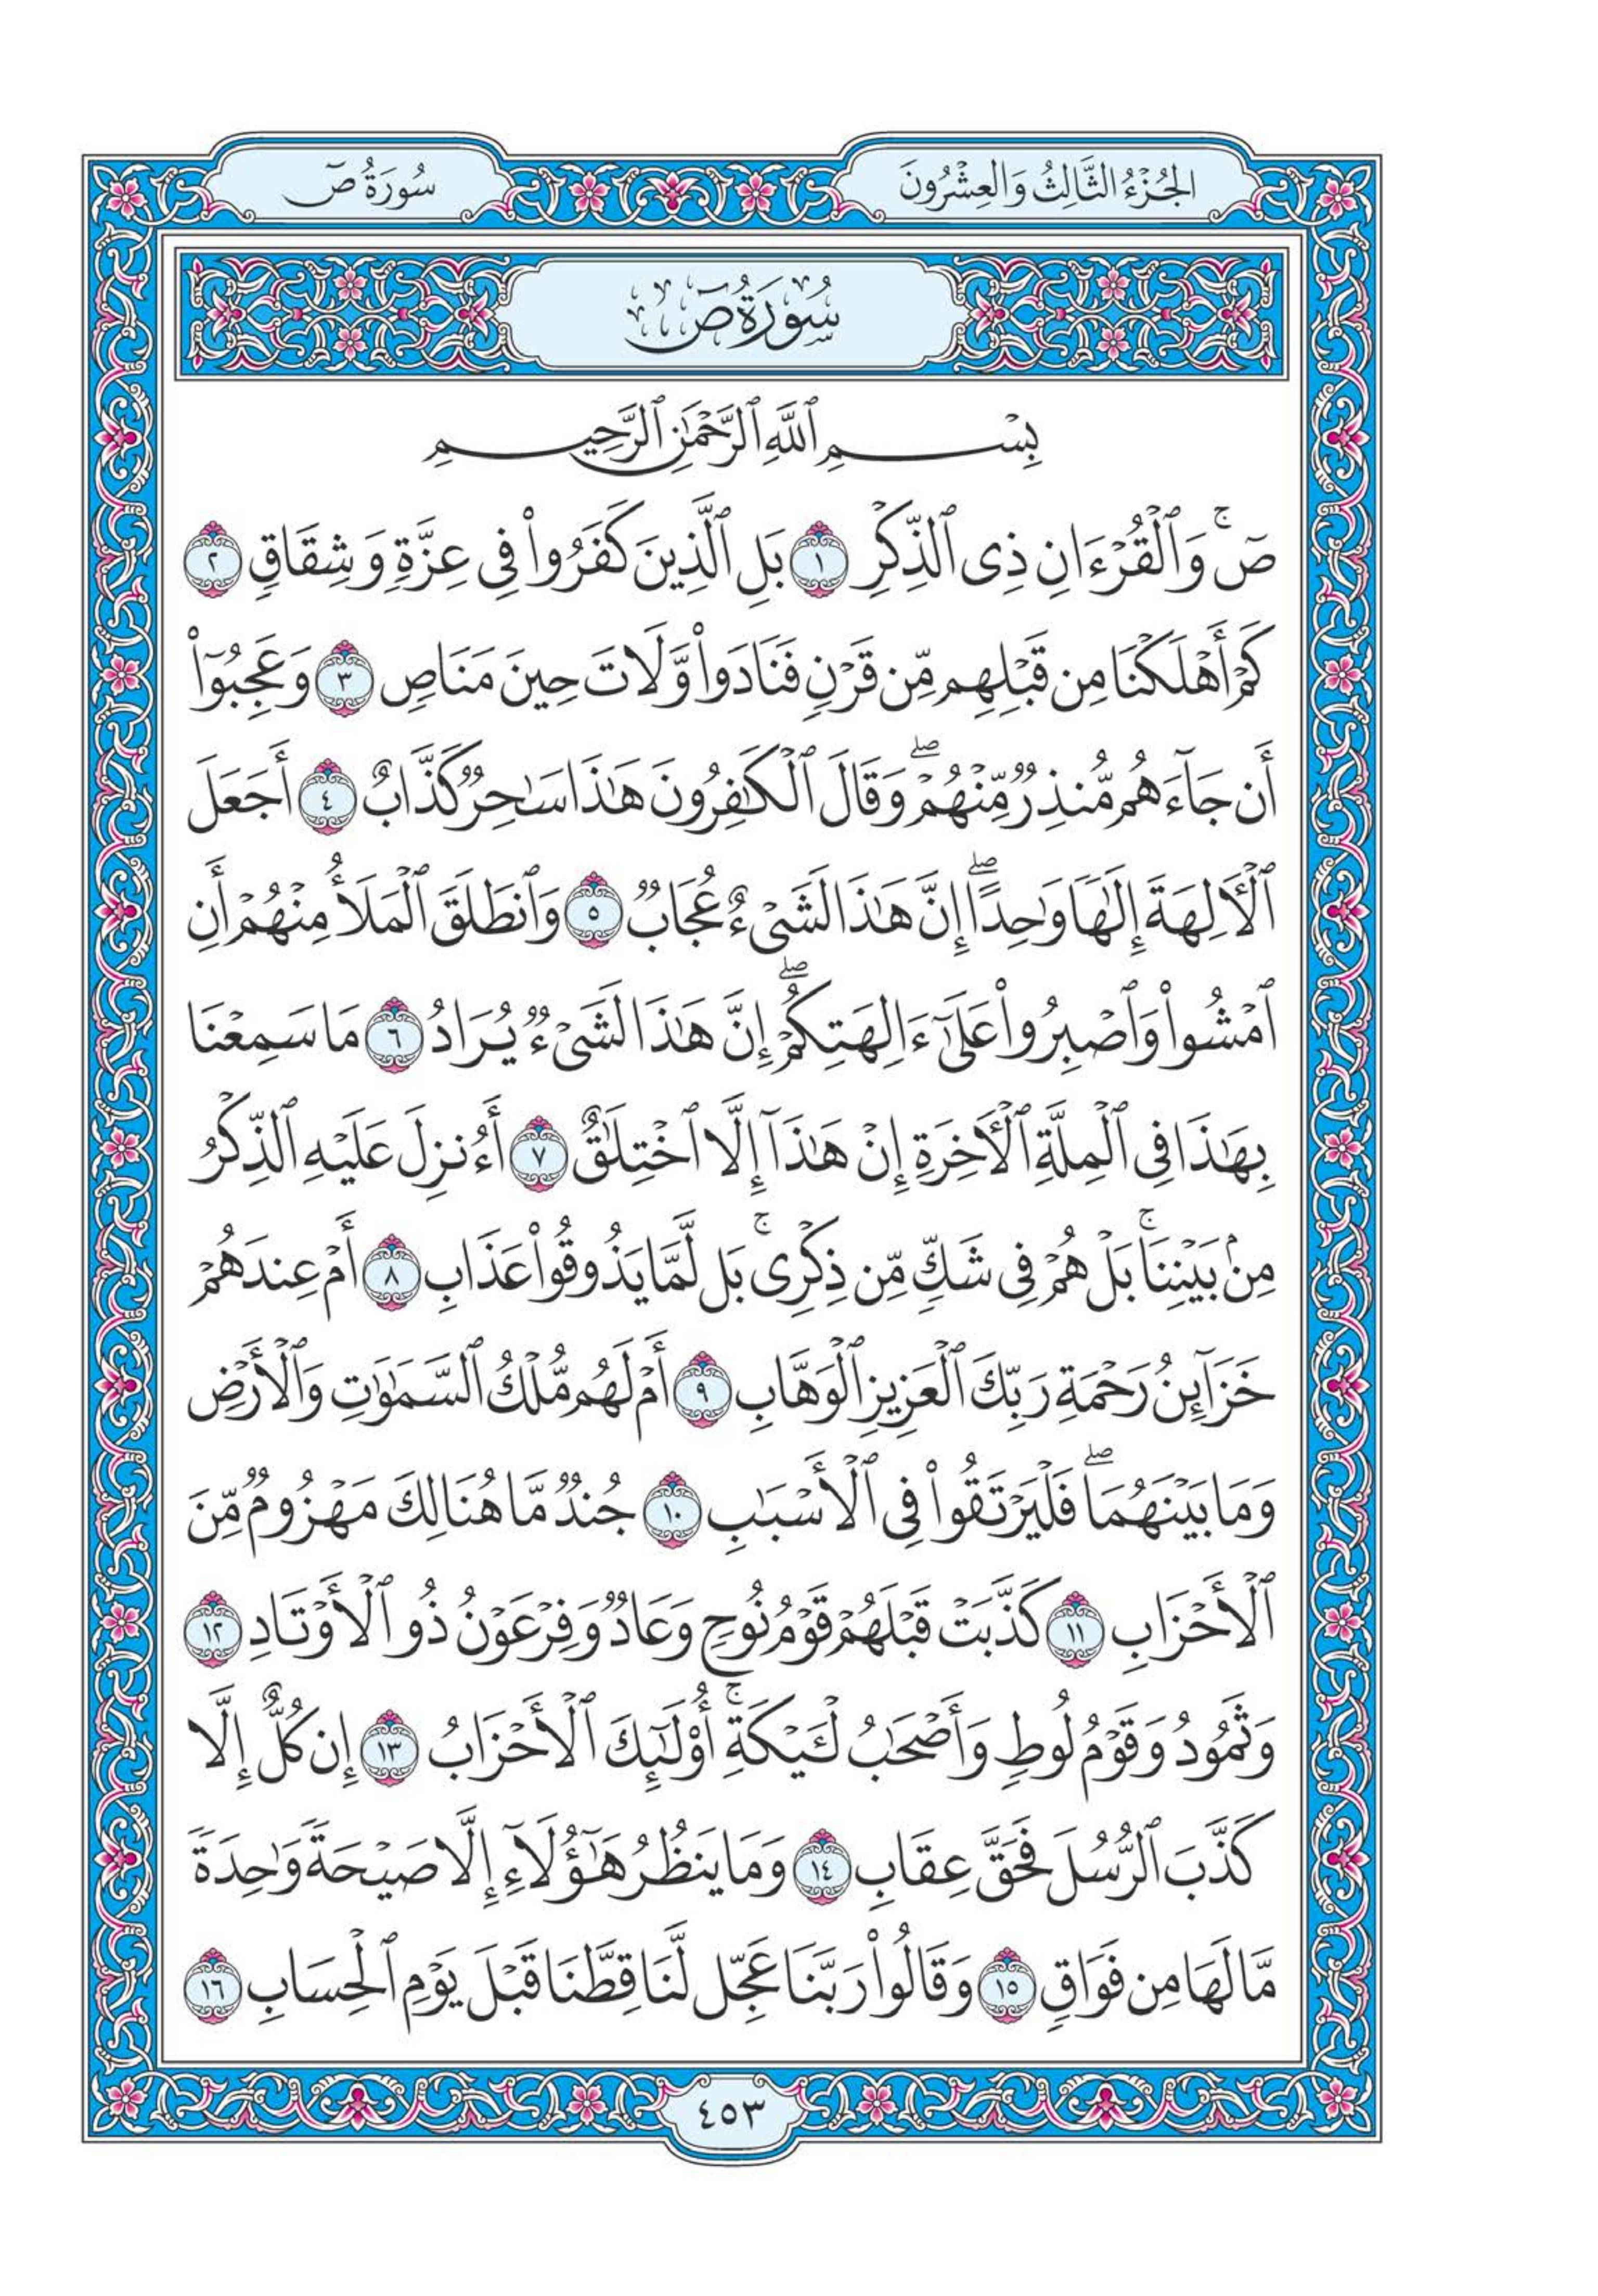 الجُزْءُ الثَّالِثُ وَالعِشْرُونَ
سُورَةُ صٓ
سُورَةُ صٓ
بِسْمِ ٱللَّهِ ٱلرَّحْمَٰنِ ٱلرَّحِيمِ
صٓۚ وَٱلْقُرْءَانِ ذِى ٱلذِّكْرِ ١ بَلِ ٱلَّذِينَ كَفَرُوا۟ فِى عِزَّةٍ وَشِقَاقٍ ٢
كَمْ أَهْلَكْنَا مِن قَبْلِهِم مِّن قَرْنٍ فَنَادَوا۟ وَّلَاتَ حِينَ مَنَاصٍ ٣ وَعَجِبُوٓا۟
أَن جَآءَهُم مُّنذِرٌ مِّنْهُمْۖ وَقَالَ ٱلْكَٰفِرُونَ هَٰذَا سَٰحِرٌ كَذَّابٌ ٤ أَجَعَلَ
ٱلْأَلِهَةَ إِلَٰهًا وَٰحِدًاۖ إِنَّ هَٰذَا لَشَىْءٌ عُجَابٌ ٥ وَٱنطَلَقَ ٱلْمَلَأُ مِنْهُمْ أَنِ
ٱمْشُوا۟ وَٱصْبِرُوا۟ عَلَىٰٓ ءَالِهَتِكُمْۖ إِنَّ هَٰذَا لَشَىْءٌ يُرَادُ ٦ مَا سَمِعْنَا
بِهَٰذَا فِى ٱلْمِلَّةِ ٱلْأَخِرَةِ إِنْ هَٰذَآ إِلَّا ٱخْتِلَٰقٌ ٧ أَءُنزِلَ عَلَيْهِ ٱلذِّكْرُ
مِنۢ بَيْنِنَاۚ بَلْ هُمْ فِى شَكٍّ مِّن ذِكْرِىۚ بَل لَّمَّا يَذُوقُوا۟ عَذَابِ ٨ أَمْ عِندَهُمْ
خَزَآئِنُ رَحْمَةِ رَبِّكَ ٱلْعَزِيزِ ٱلْوَهَّابِ ٩ أَمْ لَهُم مُّلْكُ ٱلسَّمَٰوَٰتِ وَٱلْأَرْضِ
وَمَا بَيْنَهُمَاۖ فَلْيَرْتَقُوا۟ فِى ٱلْأَسْبَٰبِ ١٠ جُندٌ مَّا هُنَالِكَ مَهْزُومٌ مِّنَ
ٱلْأَحْزَابِ ١١ كَذَّبَتْ قَبْلَهُمْ قَوْمُ نُوحٍ وَعَادٌ وَفِرْعَوْنُ ذُو ٱلْأَوْتَادِ ١٢
وَثَمُودُ وَقَوْمُ لُوطٍ وَأَصْحَٰبُ لْـَٔيْكَةِۚ أُو۟لَٰٓئِكَ ٱلْأَحْزَابُ ١٣ إِن كُلٌّ إِلَّا
كَذَّبَ ٱلرُّسُلَ فَحَقَّ عِقَابِ ١٤ وَمَا يَنظُرُ هَٰٓؤُلَآءِ إِلَّا صَيْحَةً وَٰحِدَةً
مَّا لَهَا مِن فَوَاقٍ ١٥ وَقَالُوا۟ رَبَّنَا عَجِّل لَّنَا قِطَّنَا قَبْلَ يَوْمِ ٱلْحِسَابِ ١٦
٤٥٣